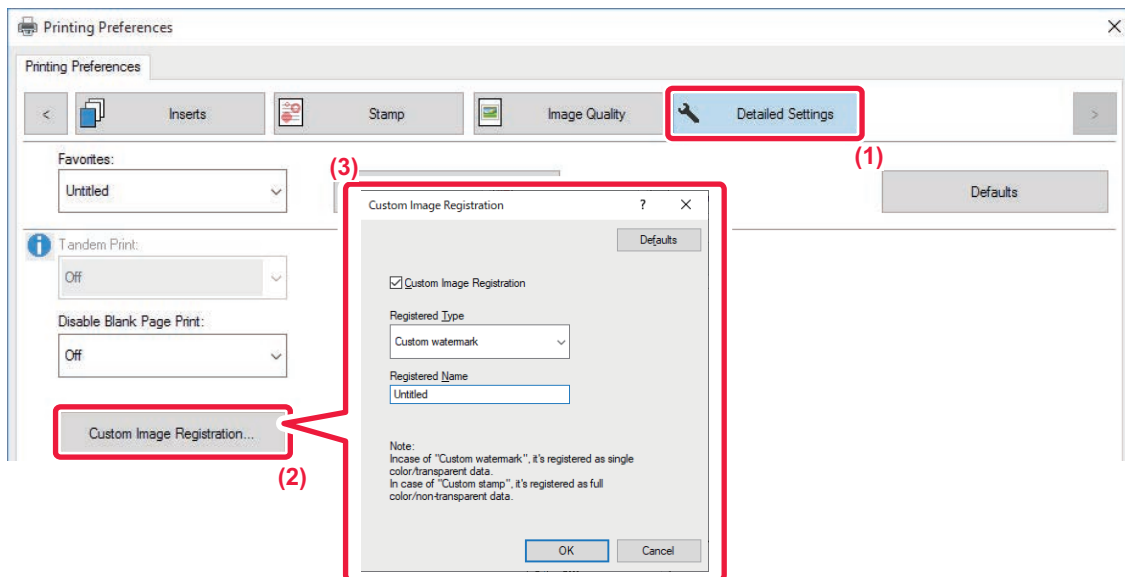 Printing Preferences
Printing Preferences
<
Inserts
Stamp
Image Quality
Detailed Settings
>
(1)
Favorites:
Untitled
Defaults
(3)
Tandem Print:
Off
Disable Blank Page Print:
Off
Custom Image Registration...
(2)
Custom Image Registration
?
Defaults
Custom Image Registration
Registered Type
Custom watermark
Registered Name
Untitled
Note:
Incase of "Custom watermark", it's registered as single
color/transparent data.
In case of "Custom stamp", it's registered as full
color/non-transparent data.
OK
Cancel